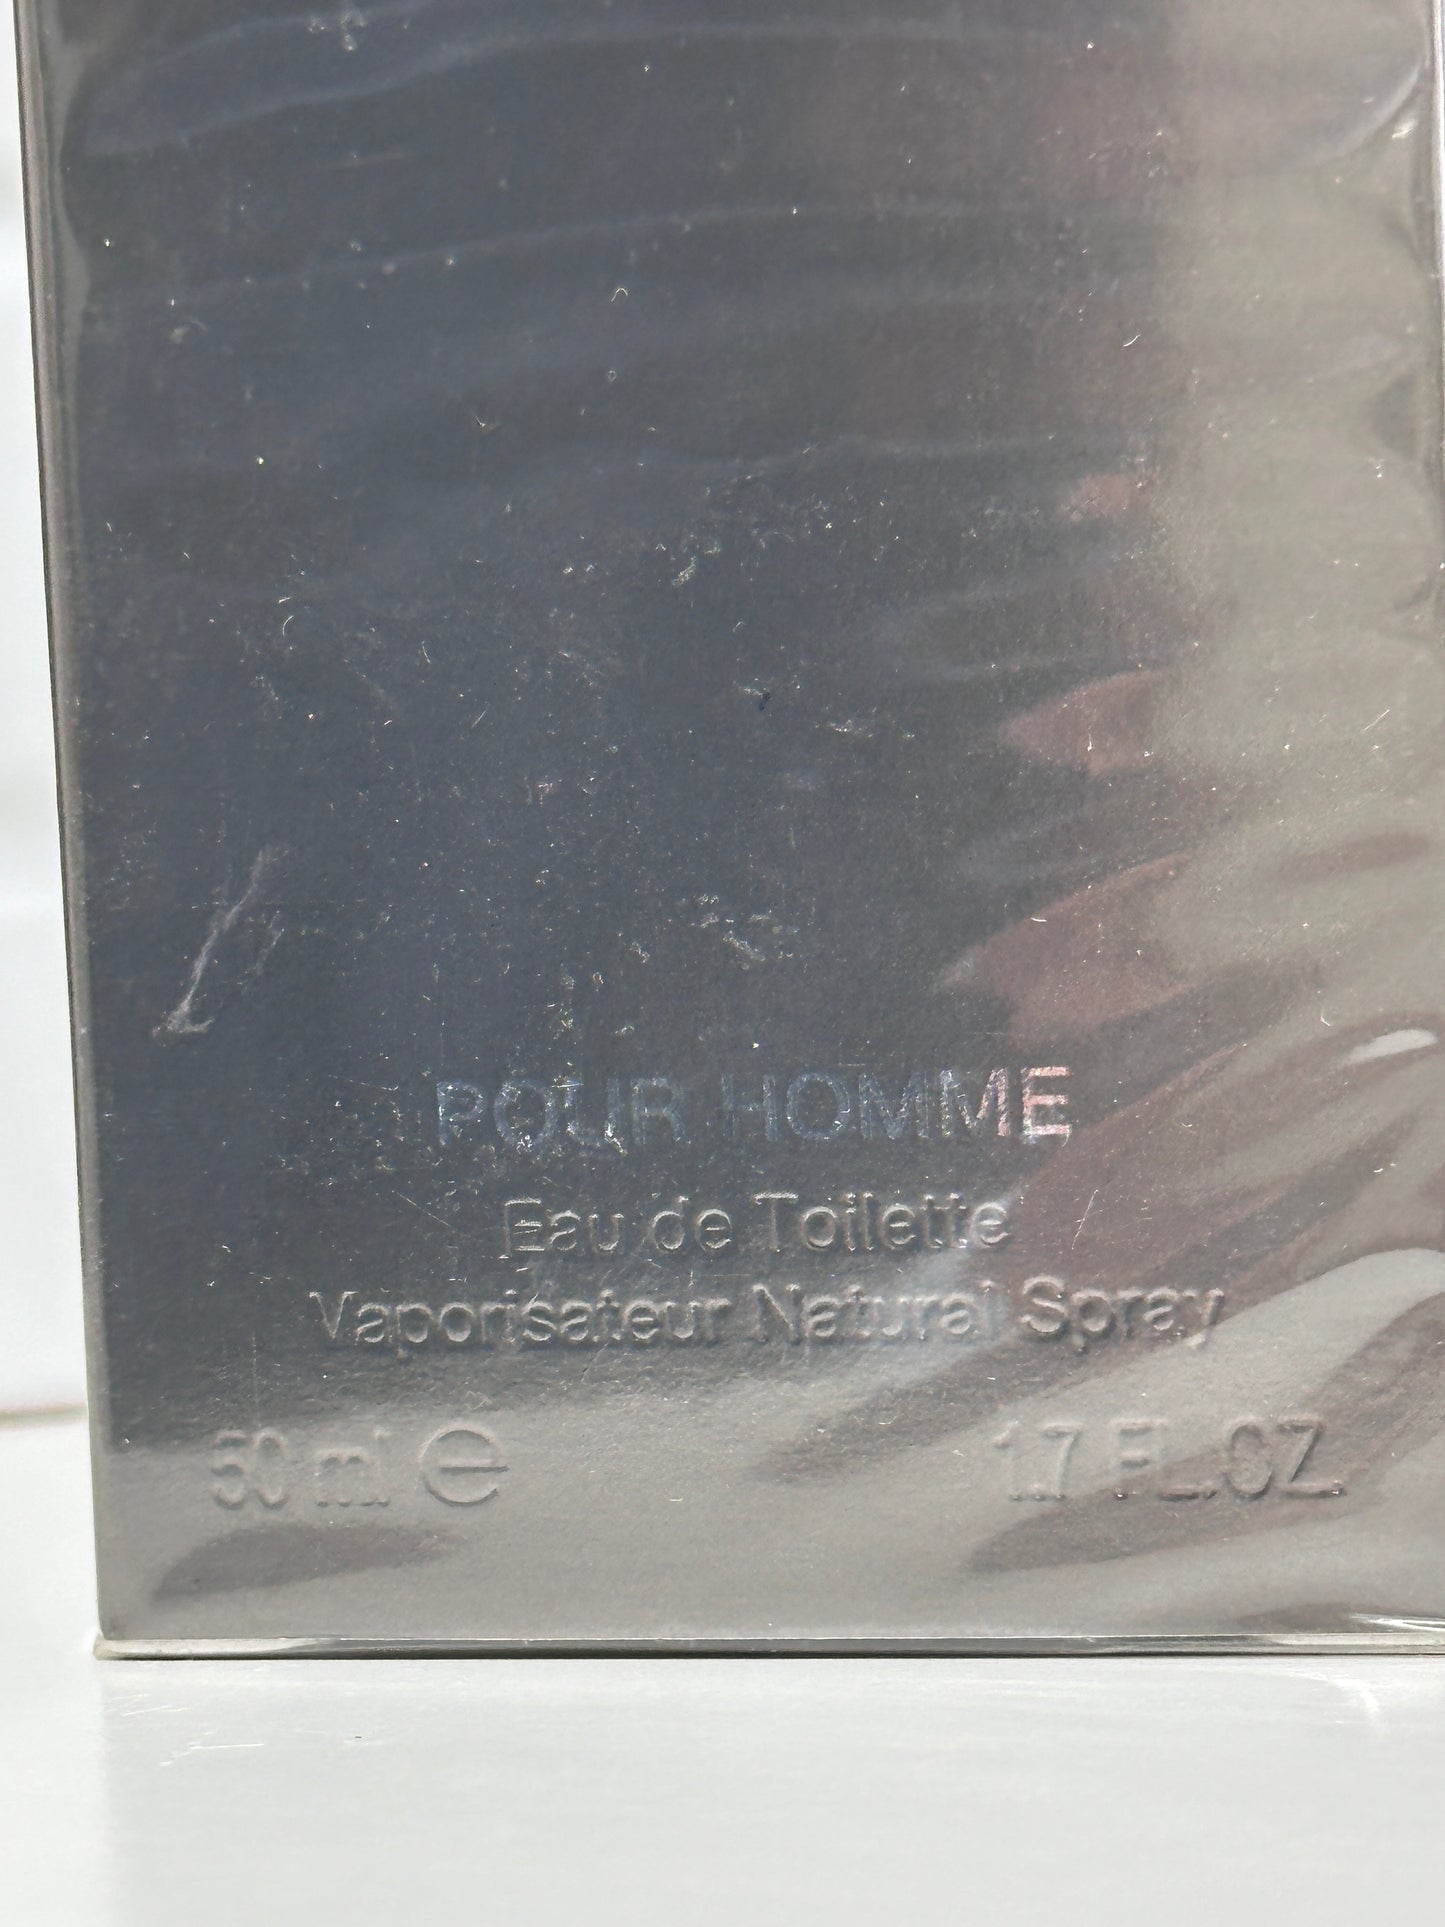 POUR HOMME
Eau de Toilette
Vaporisateur Natural Spray
50 ml ℮
1.7 FL.OZ.